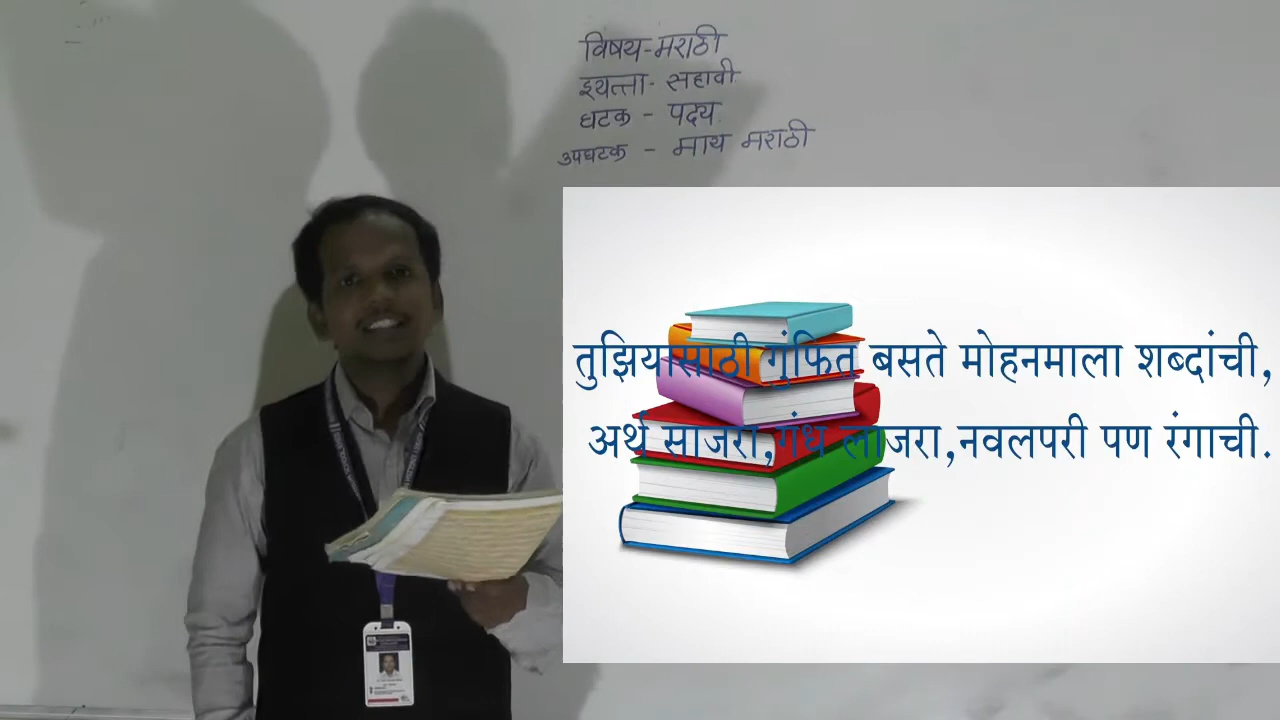 विषय-मराठी
इयत्ता- सहावी.
घटक - पद्य.
उपघटक - माय मराठी
तुझियासाठी गुंफित बसते मोहनमाला शब्दांची,
अर्थ साजरा,गंध लाजरा,नवलपरी पण रंगाची.